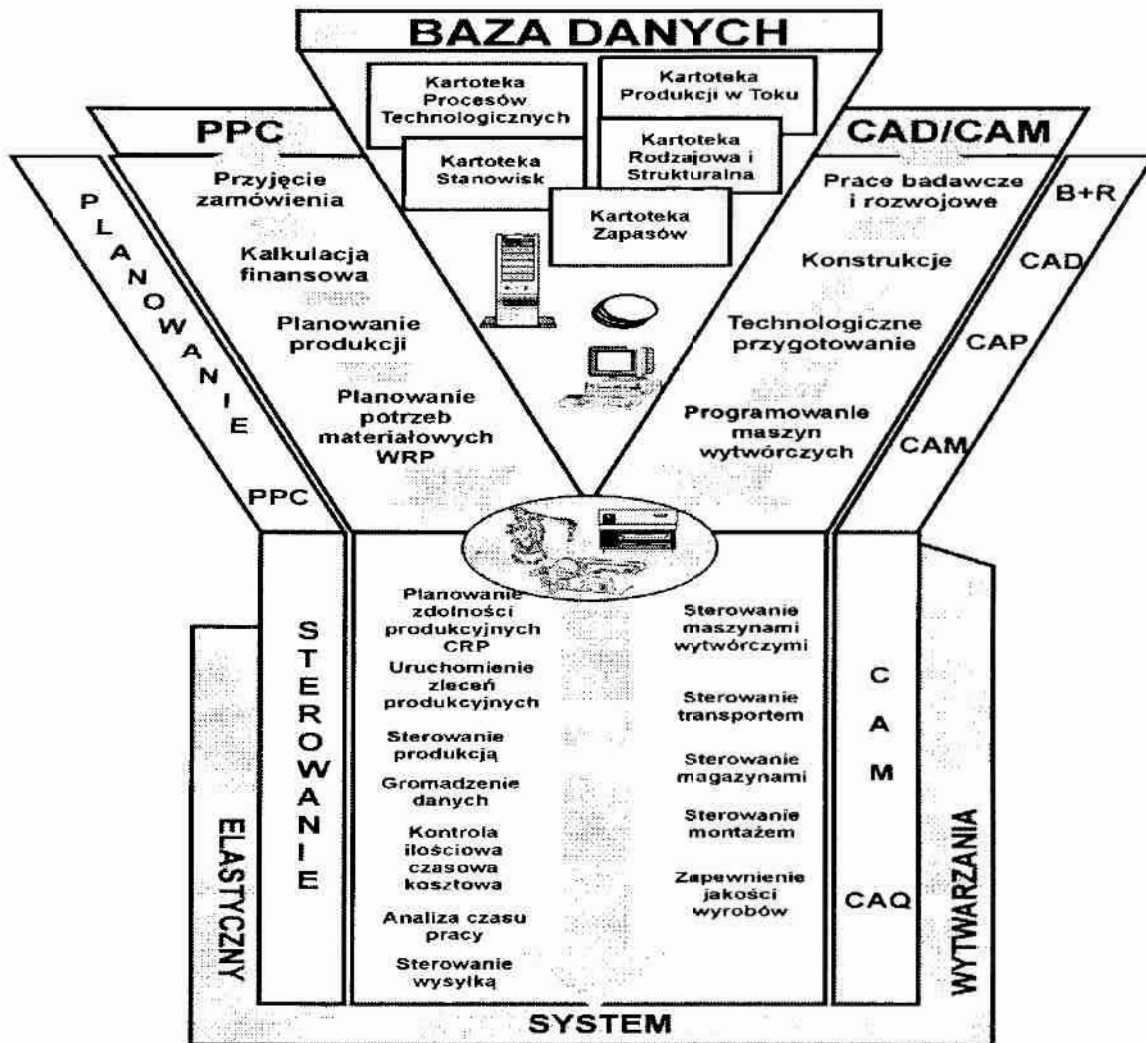 BAZA DANYCH
Kartoteka
Procesów
Technologicznych
Kartoteka
Produkcji w Toku
Kartoteka
Stanowisk
Kartoteka
Rodzajowa i
Strukturalna
Kartoteka
Zapasów
PPC
Przyjęcie
zamówienia
Kalkulacja
finansowa
Planowanie
produkcji
Planowanie
potrzeb
materiałowych
WRP
PLANOWANIE
PPC
CAD/CAM
Prace badawcze
i rozwojowe
Konstrukcje
Technologiczne
przygotowanie
Programowanie
maszyn
wytwórczych
B+R
CAD
CAP
CAM
STEROWANIE
Planowanie
zdolności
produkcyjnych
CRP
Uruchomienie
zleceń
produkcyjnych
Sterowanie
produkcją
Gromadzenie
danych
Kontrola
ilościowa
czasowa
kosztowa
Analiza czasu
pracy
Sterowanie
wysyłką
Sterowanie
maszynami
wytwórczymi
Sterowanie
transportem
Sterowanie
magazynami
Sterowanie
montażem
Zapewnienie
jakości
wyrobów
CAM
CAQ
ELASTYCZNY
SYSTEM
WYTWARZANIA